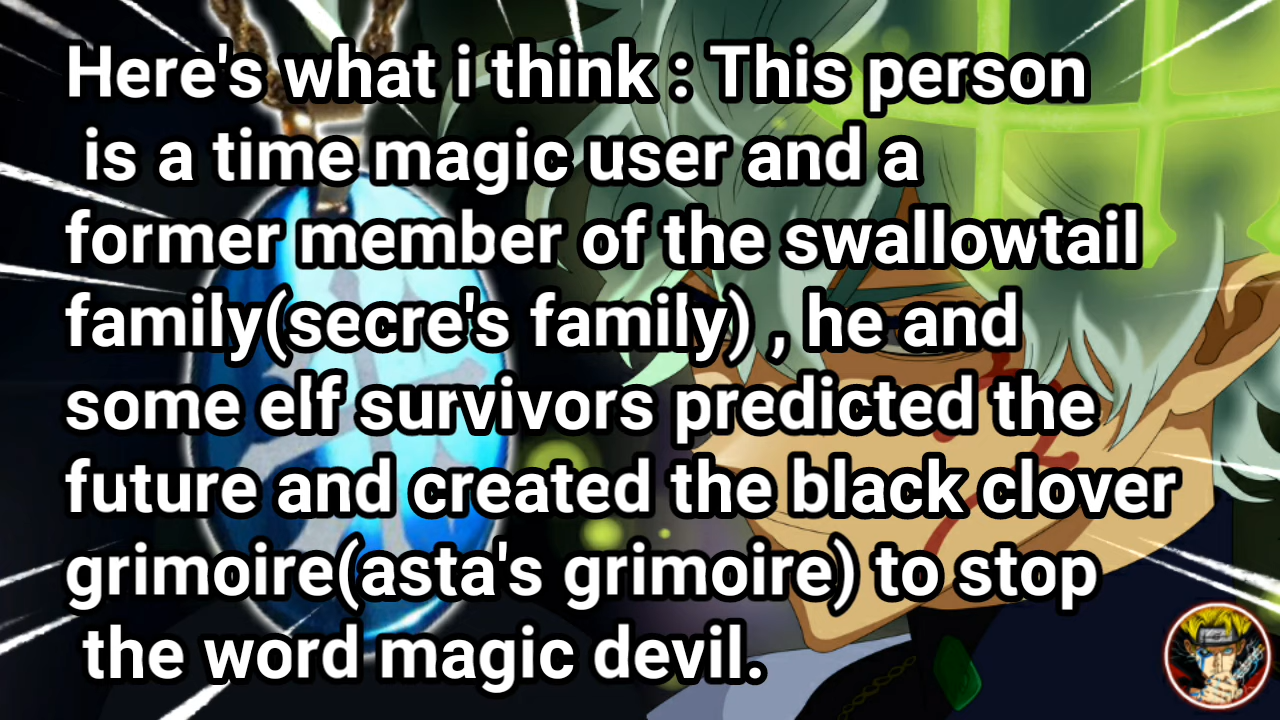 Here's what i think : This person
is a time magic user and a
former member of the swallowtail
family(secre's family) , he and
some elf survivors predicted the
future and created the black clover
grimoire(asta's grimoire) to stop
the word magic devil.